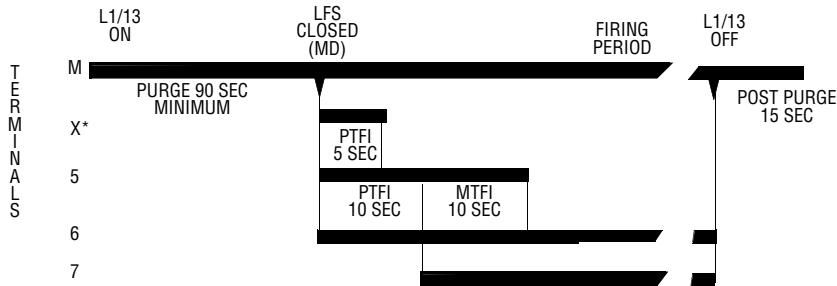 L1/13
ON
LFS
CLOSED
(MD)
FIRING
PERIOD
L1/13
OFF
TERMINALS
M
PURGE 90 SEC
MINIMUM
POST PURGE
15 SEC
X*
PTFI
5 SEC
5
PTFI
10 SEC
MTFI
10 SEC
6
7